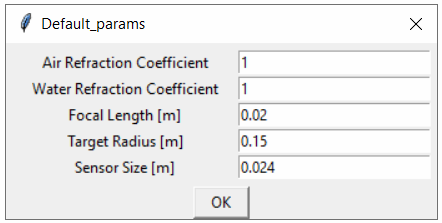 Default_params
Air Refraction Coefficient 1
Water Refraction Coefficient 1
Focal Length [m] 0.02
Target Radius [m] 0.15
Sensor Size [m] 0.024
OK